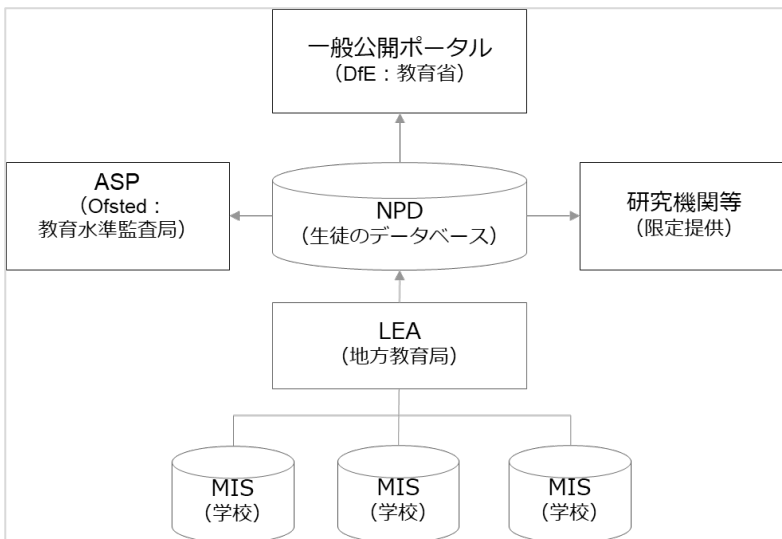 一般公開ポータル
（DfE：教育省）
ASP
（Ofsted：
教育水準監査局）
NPD
（生徒のデータベース）
研究機関等
（限定提供）
LEA
（地方教育局）
MIS
（学校）
MIS
（学校）
MIS
（学校）